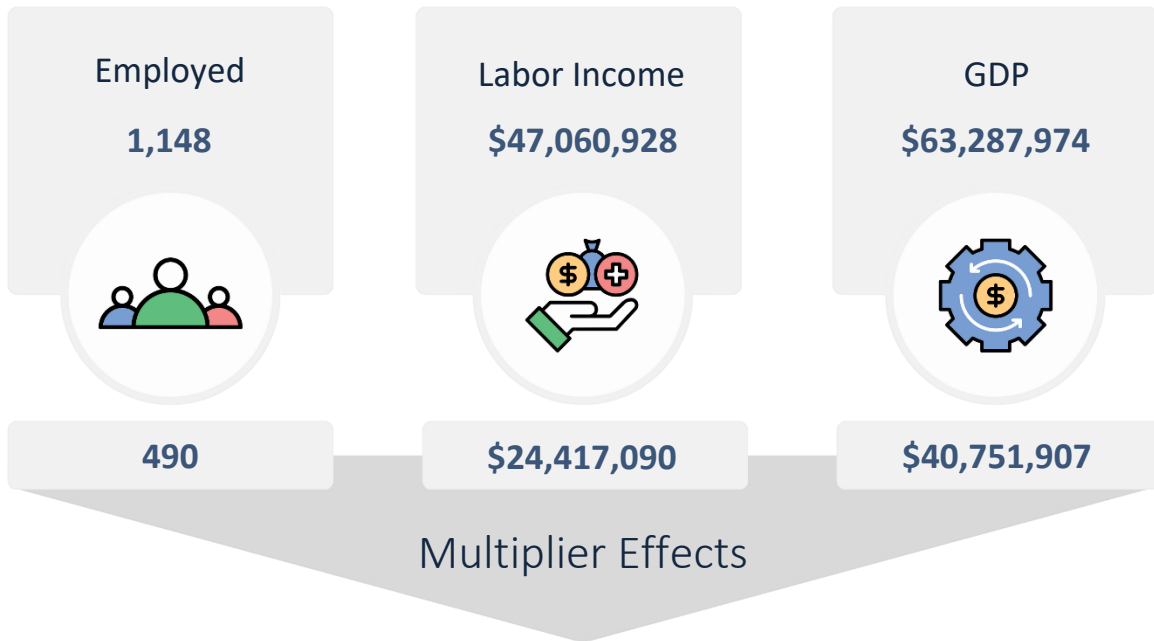 Employed
1,148
Labor Income
$47,060,928
GDP
$63,287,974
490
$24,417,090
$40,751,907
Multiplier Effects